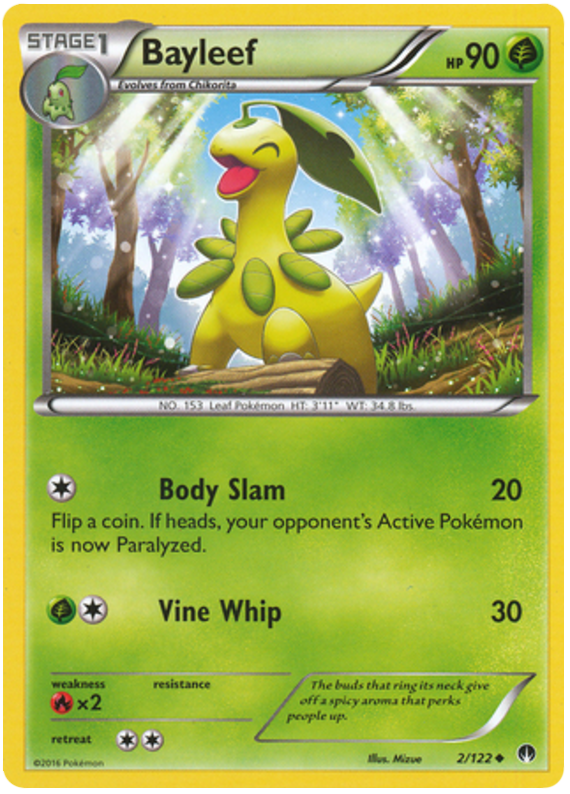 STAGE1
Bayleef
HP 90
Evolves from Chikorita
NO. 153 Leaf Pokémon HT: 3'11" WT: 34.8 lbs.
Body Slam 20
Flip a coin. If heads, your opponent's Active Pokémon
is now Paralyzed.
Vine Whip 30
weakness resistance
×2
The buds that ring its neck give
off a spicy aroma that perks
people up.
retreat
©2016 Pokémon
Illus. Mizue 2/122